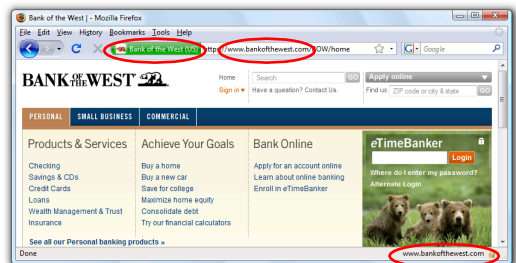 Bank of the West | - Mozilla Firefox
File Edit View History Bookmarks Tools Help
Bank of the West (US) https://www.bankofthewest.com/BOW/home
G Google
BANK OF THE WEST
Home
Search GO
Apply online
Sign in
Have a question? Contact Us.
Find us ZIP code or city & state GO
PERSONAL SMALL BUSINESS COMMERCIAL
Products & Services
Checking
Savings & CDs
Credit Cards
Loans
Wealth Management & Trust
Insurance
See all our Personal banking products »
Achieve Your Goals
Buy a home
Buy a new car
Save for college
Maximize home equity
Consolidate debt
Try our financial calculators
Bank Online
Apply for an account online
Learn about online banking
Enroll in eTimeBanker
eTimeBanker
Login
Where do I enter my password?
Alternate Login
Done
www.bankofthewest.com